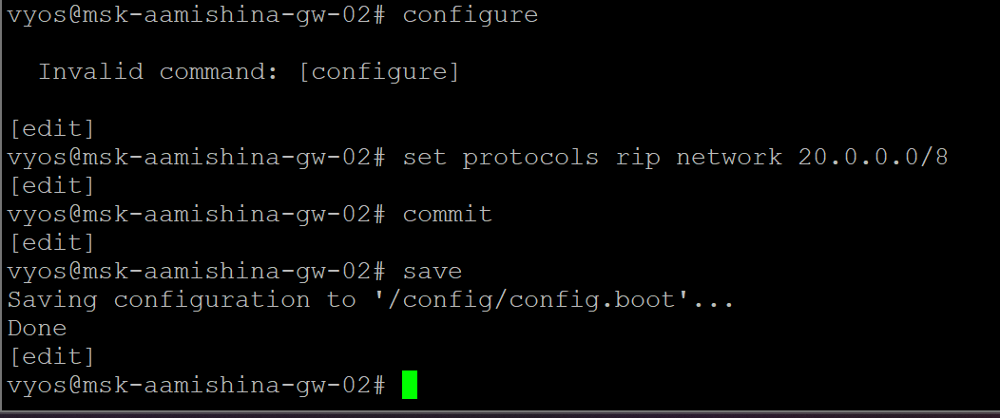 vyos@msk-aamishina-gw-02# configure
Invalid command: [configure]
[edit]
vyos@msk-aamishina-gw-02# set protocols rip network 20.0.0.0/8
[edit]
vyos@msk-aamishina-gw-02# commit
[edit]
vyos@msk-aamishina-gw-02# save
Saving configuration to '/config/config.boot'...
Done
[edit]
vyos@msk-aamishina-gw-02#